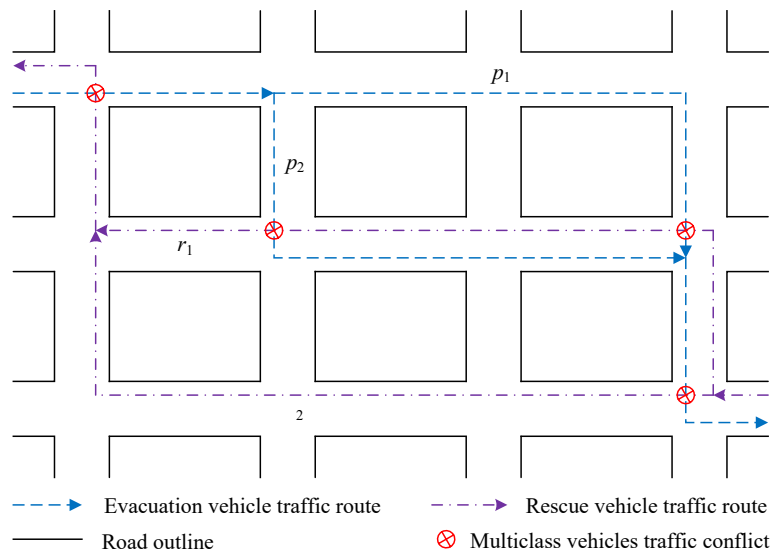 p₁
p₂
r₁
₂
Evacuation vehicle traffic route
Rescue vehicle traffic route
Road outline
Multiclass vehicles traffic conflict